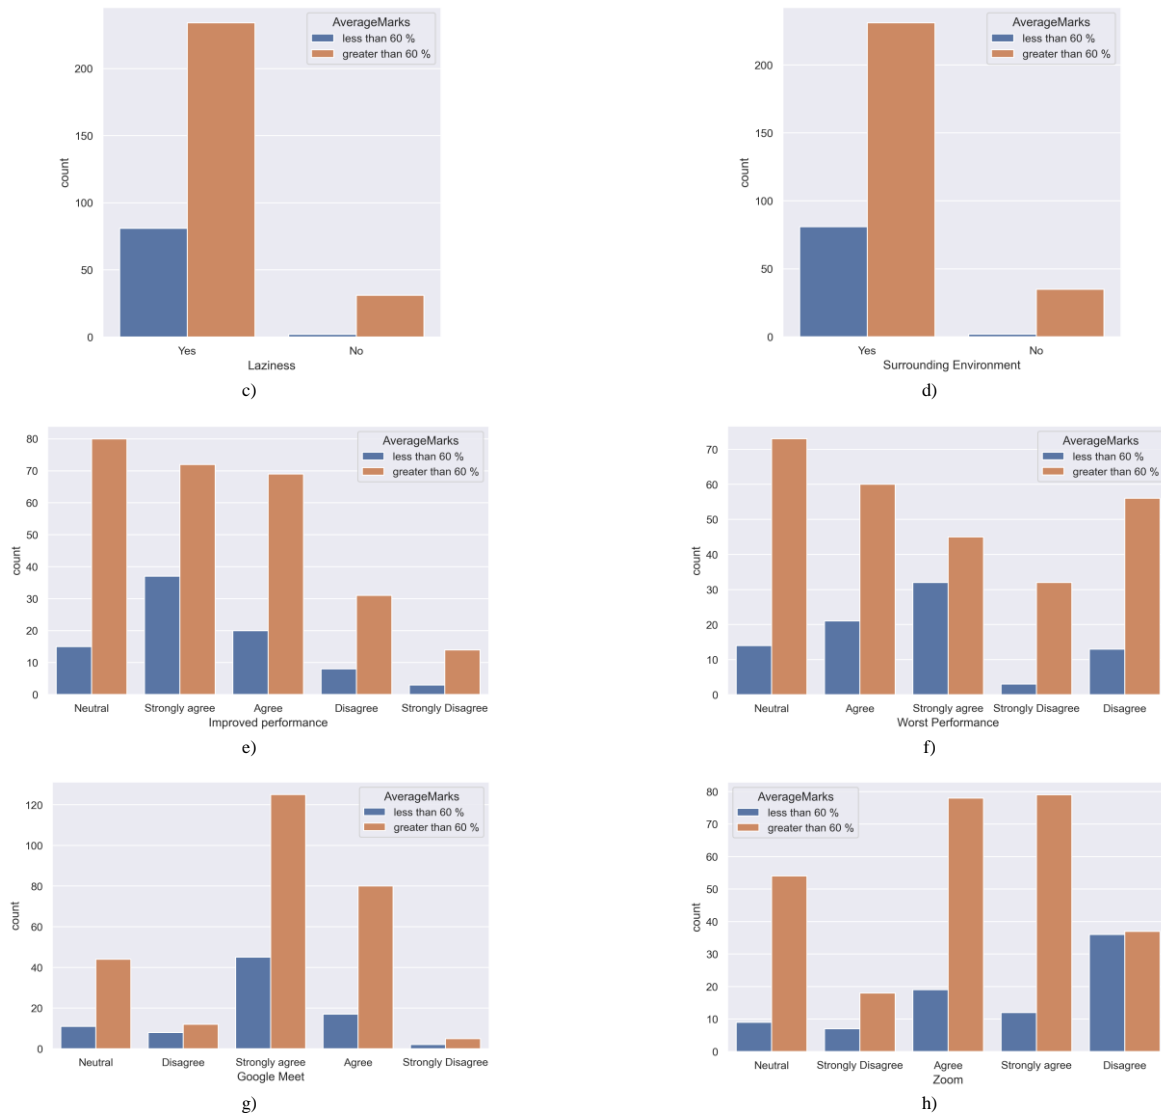 AverageMarks
less than 60 %
greater than 60 %
200
150
100
50
0
count
Yes No
Laziness
c)
AverageMarks
less than 60 %
greater than 60 %
200
150
100
50
0
count
Yes No
Surrounding Environment
d)
AverageMarks
less than 60 %
greater than 60 %
80
70
60
50
40
30
20
10
0
count
Neutral Strongly agree Agree Disagree Strongly Disagree
Improved performance
e)
AverageMarks
less than 60 %
greater than 60 %
70
60
50
40
30
20
10
0
count
Neutral Agree Strongly agree Strongly Disagree Disagree
Worst Performance
f)
AverageMarks
less than 60 %
greater than 60 %
120
100
80
60
40
20
0
count
Neutral Disagree Strongly agree Agree Strongly Disagree
Google Meet
g)
AverageMarks
less than 60 %
greater than 60 %
80
70
60
50
40
30
20
10
0
count
Neutral Strongly Disagree Agree Strongly agree Disagree
Zoom
h)